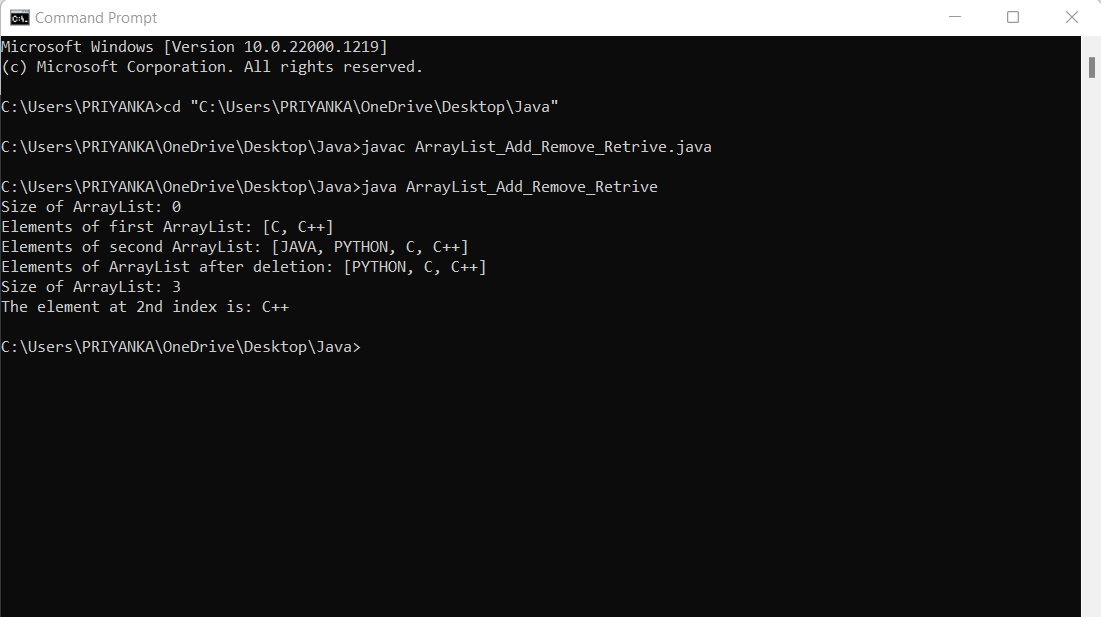 Command Prompt
Microsoft Windows [Version 10.0.22000.1219]
(c) Microsoft Corporation. All rights reserved.
C:\Users\PRIYANKA>cd "C:\Users\PRIYANKA\OneDrive\Desktop\Java"
C:\Users\PRIYANKA\OneDrive\Desktop\Java>javac ArrayList_Add_Remove_Retrive.java
C:\Users\PRIYANKA\OneDrive\Desktop\Java>java ArrayList_Add_Remove_Retrive
Size of ArrayList: 0
Elements of first ArrayList: [C, C++]
Elements of second ArrayList: [JAVA, PYTHON, C, C++]
Elements of ArrayList after deletion: [PYTHON, C, C++]
Size of ArrayList: 3
The element at 2nd index is: C++
C:\Users\PRIYANKA\OneDrive\Desktop\Java>